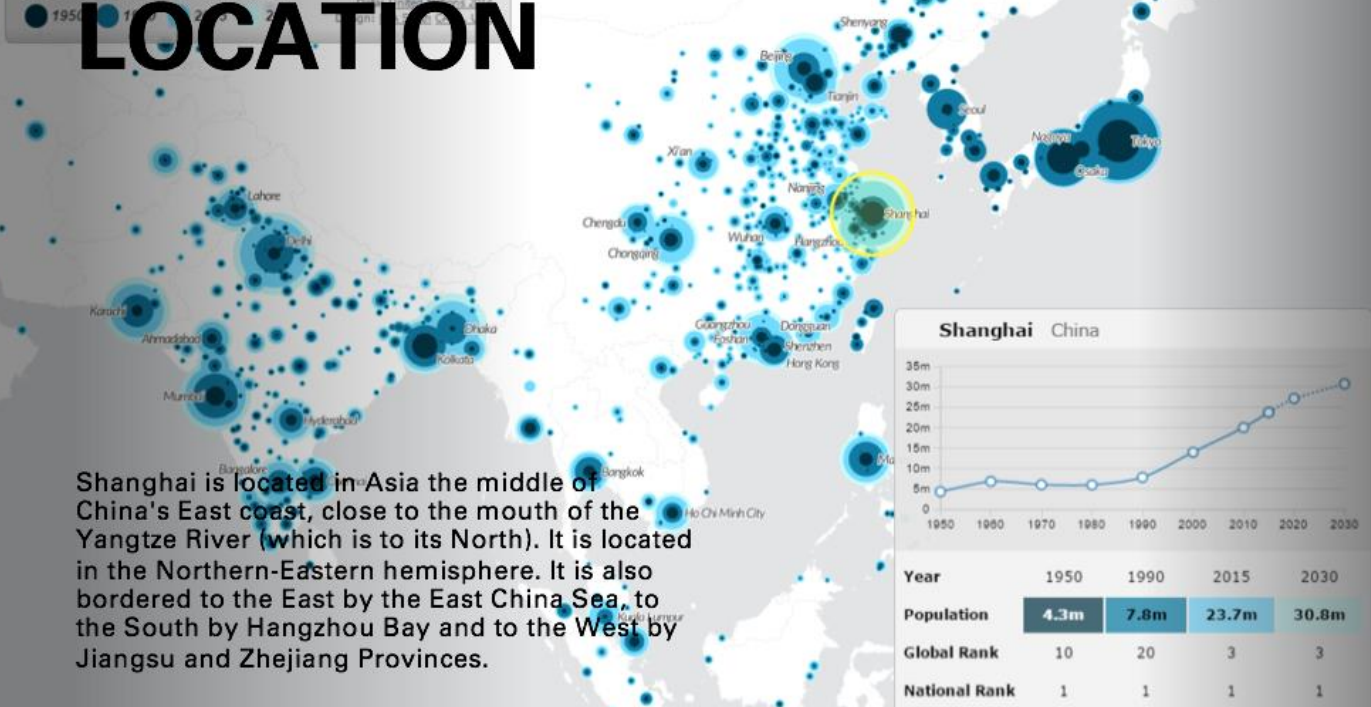 1950
LOCATION
Shenyang
Beijing
Tianjin
Seoul
Nagoya
Tokyo
Osaka
Xi'an
Lahore
Nanjing
Shanghai
Chengdu
Wuhan
Hangzhou
Delhi
Chongqing
Karachi
Ahmadabad
Dhaka
Kolkata
Guangzhou
Dongguan
Foshan
Shenzhen
Hong Kong
Mumbai
Hyderabad
Bangalore
Bangkok
Ho Chi Minh City
Kuala Lumpur
Shanghai is located in Asia the middle of
China's East coast, close to the mouth of the
Yangtze River (which is to its North). It is located
in the Northern-Eastern hemisphere. It is also
bordered to the East by the East China Sea, to
the South by Hangzhou Bay and to the West by
Jiangsu and Zhejiang Provinces.
Shanghai China
35m
30m
25m
20m
15m
10m
5m
0
1950 1960 1970 1980 1990 2000 2010 2020 2030
Year 1950 1990 2015 2030
Population 4.3m 7.8m 23.7m 30.8m
Global Rank 10 20 3 3
National Rank 1 1 1 1